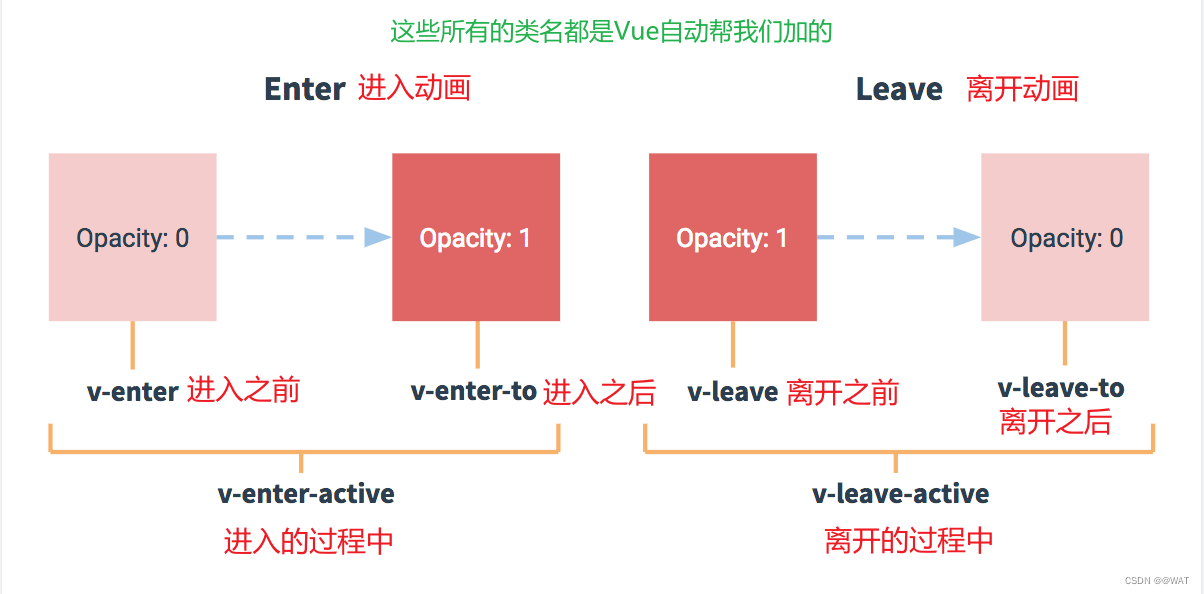 这些所有的类名都是Vue自动帮我们加的
Enter 进入动画
Leave 离开动画
Opacity: 0
Opacity: 1
Opacity: 1
Opacity: 0
v-enter 进入之前
v-enter-to 进入之后
v-leave 离开之前
v-leave-to
离开之后
v-enter-active
进入的过程中
v-leave-active
离开的过程中
CSDN @@WAT